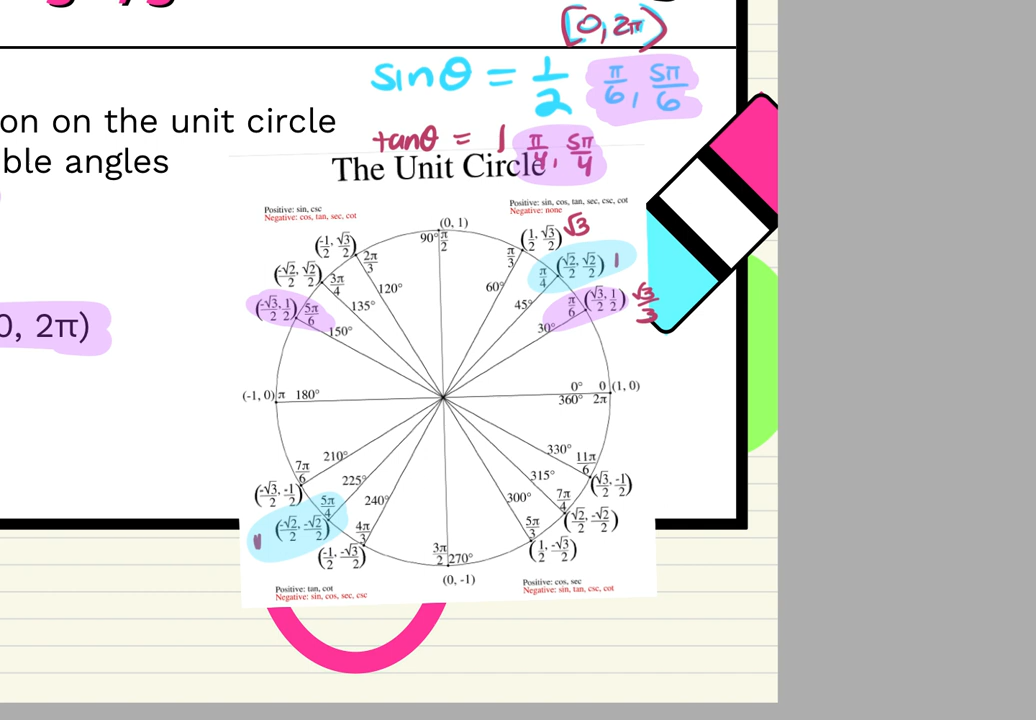 [0, 2π)
sinθ = 1/2 π/6, 5π/6
on on the unit circle
tanθ = 1 π/4, 5π/4
ble angles
The Unit Circle
Positive: sin, csc
Negative: cos, tan, sec, cot
Positive: sin, cos, tan, sec, csc, cot
Negative: none
(0, 1)
90° π/2
(-1/2, √3/2) 2π/3 120°
(1/2, √3/2) √3 π/3 60°
(-√2/2, √2/2) 3π/4 135°
(√2/2, √2/2) 1 π/4 45°
(-√3/2, 1/2) 5π/6 150°
(√3/2, 1/2) √3/3 π/6 30°
0, 2π)
(-1, 0) π 180°
0° 0 (1, 0)
360° 2π
210° 7π/6 (-√3/2, -1/2)
330° 11π/6 (√3/2, -1/2)
225° 5π/4 (-√2/2, -√2/2) 1
315° 7π/4 (√2/2, -√2/2)
240° 4π/3 (-1/2, -√3/2)
300° 5π/3 (1/2, -√3/2)
3π/2 270°
(0, -1)
Positive: tan, cot
Negative: sin, cos, sec, csc
Positive: cos, sec
Negative: sin, tan, csc, cot